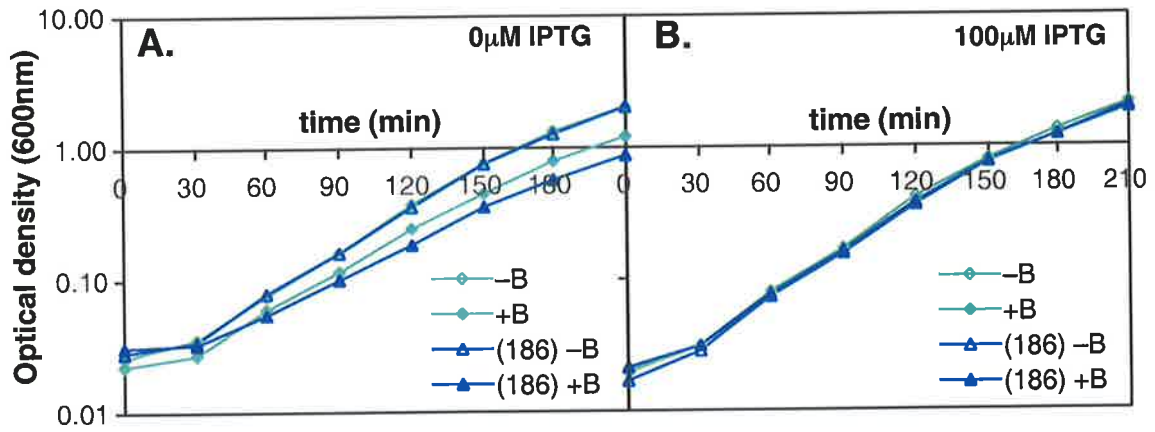 10.00
1.00
0.10
0.01
Optical density (600nm)
A.
0µM IPTG
time (min)
0 30 60 90 120 150 180
–B
+B
(186) –B
(186) +B
B.
100µM IPTG
time (min)
0 30 60 90 120 150 180 210
–B
+B
(186) –B
(186) +B